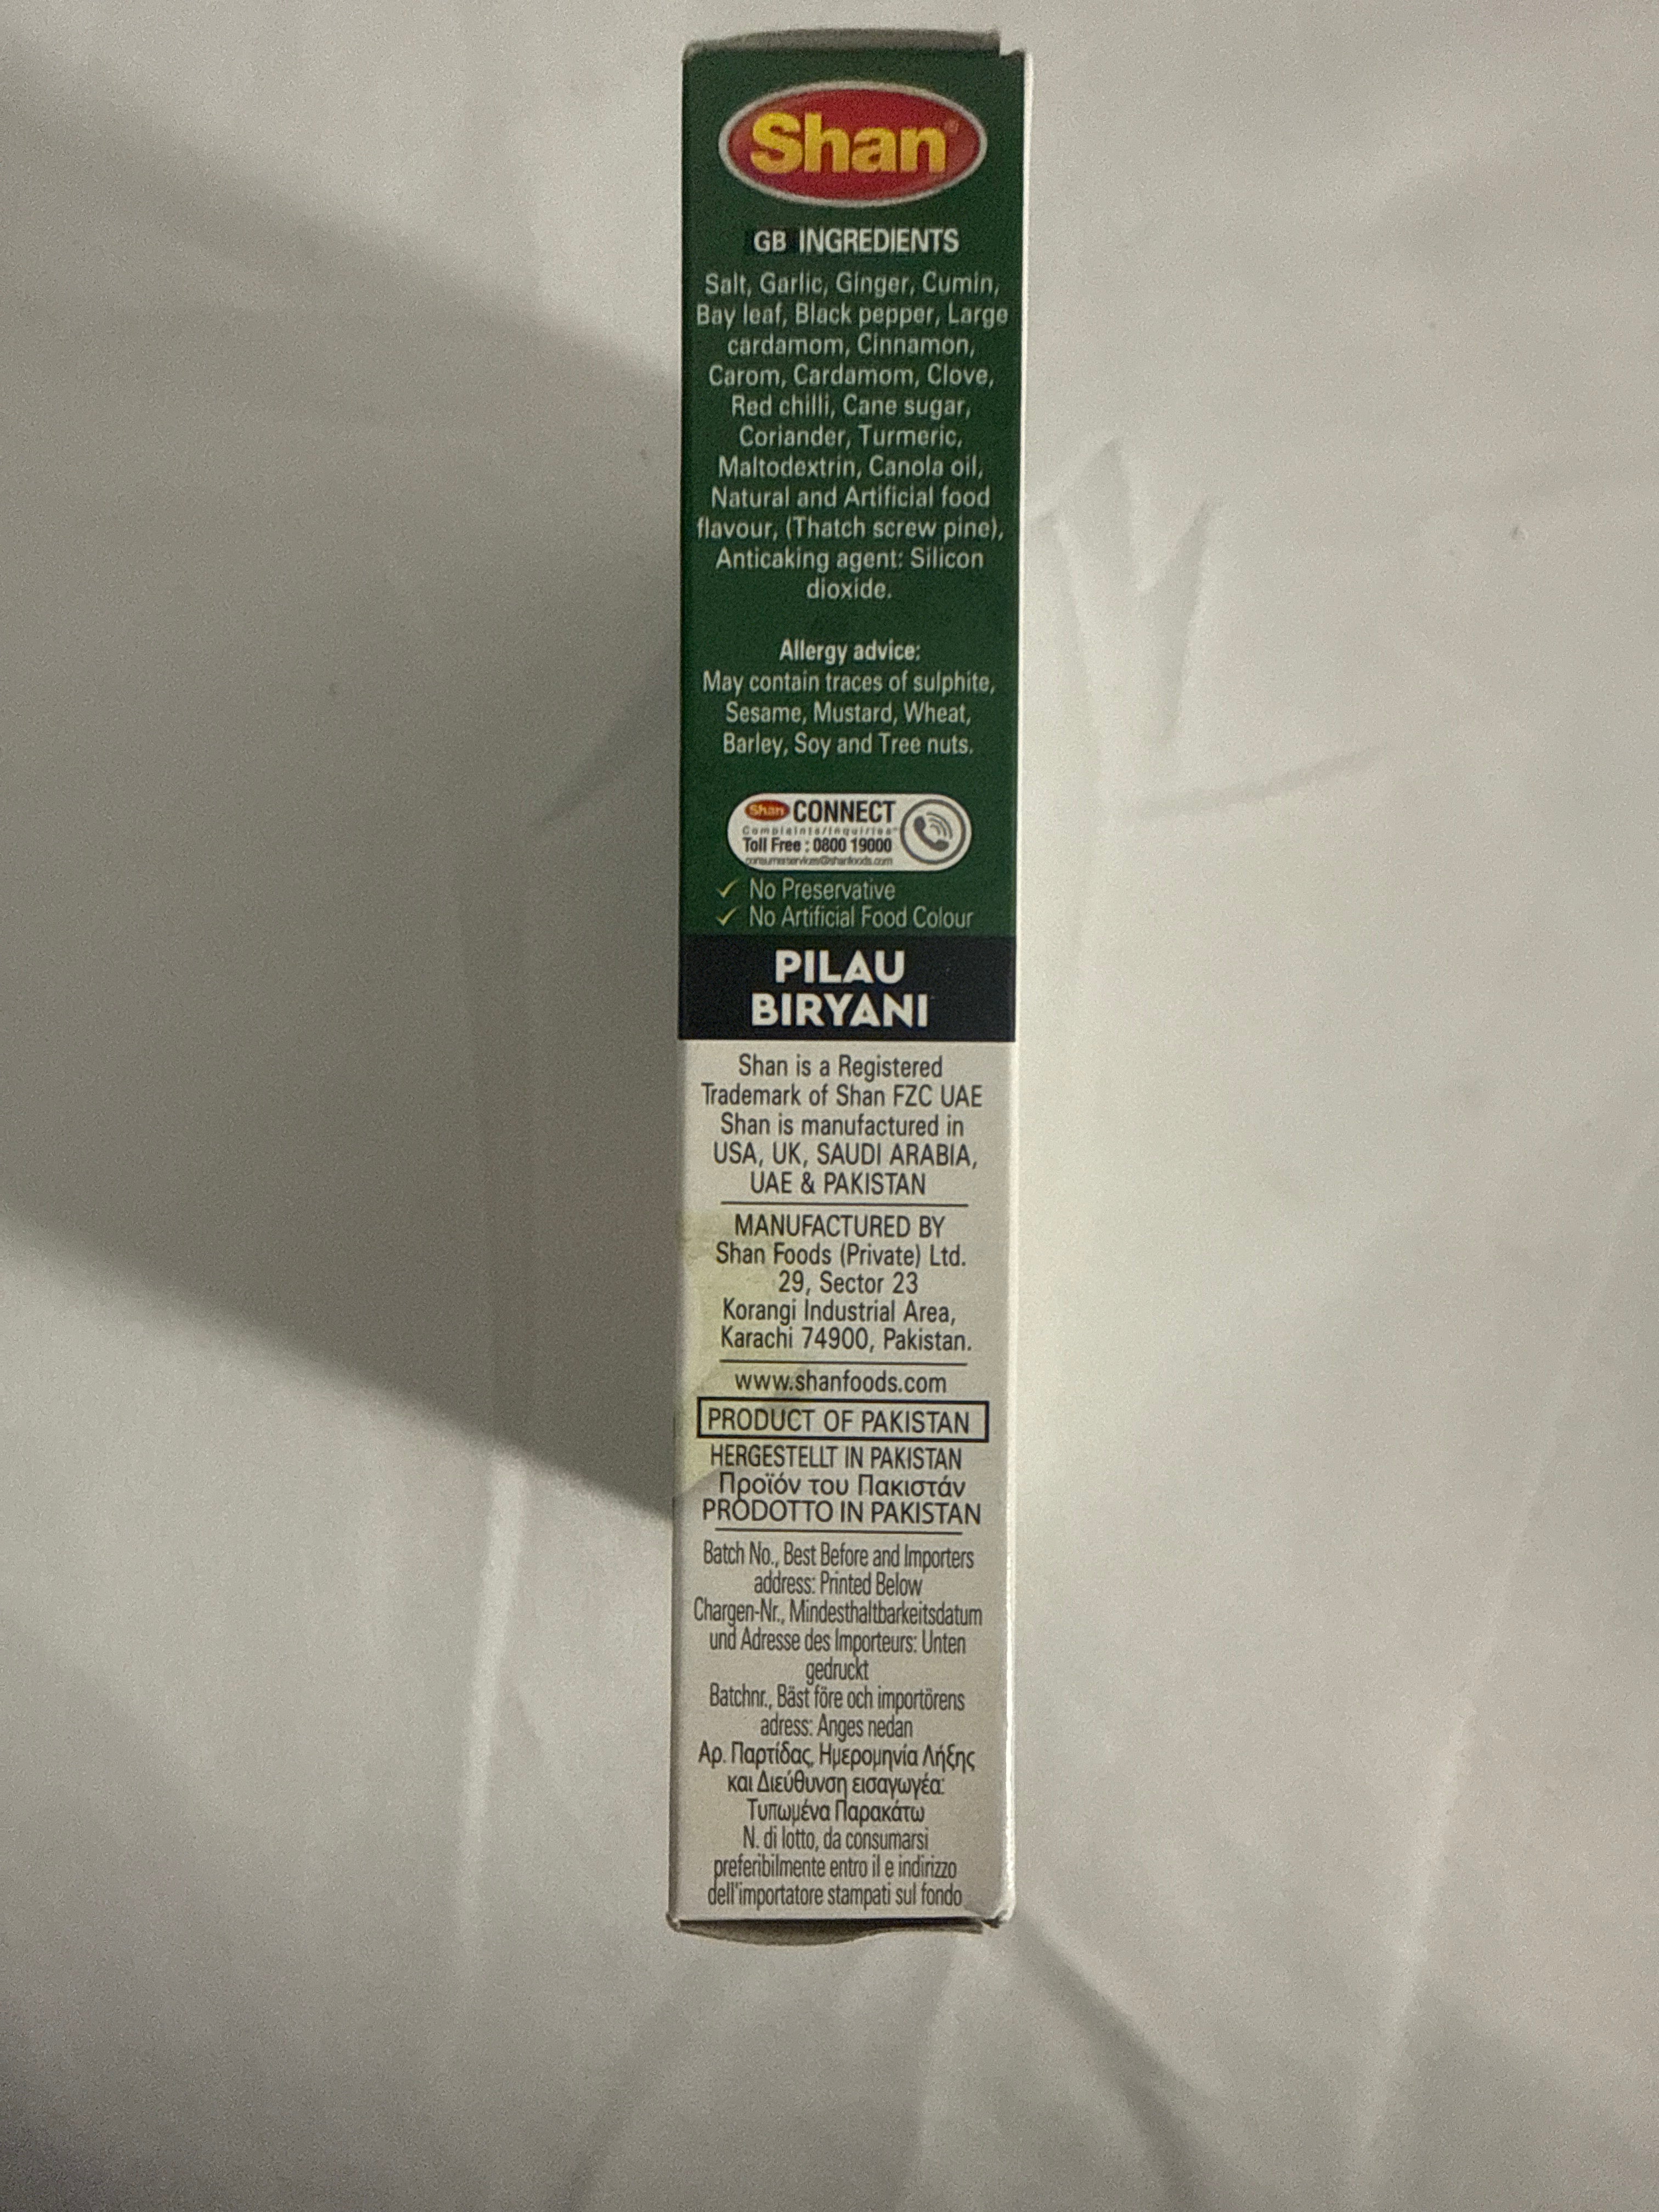 Shan®
GB INGREDIENTS
Salt, Garlic, Ginger, Cumin,
Bay leaf, Black pepper, Large
cardamom, Cinnamon,
Carom, Cardamom, Clove,
Red chilli, Cane sugar,
Coriander, Turmeric,
Maltodextrin, Canola oil,
Natural and Artificial food
flavour, (Thatch screw pine),
Anticaking agent: Silicon
dioxide.
Allergy advice:
May contain traces of sulphite,
Sesame, Mustard, Wheat,
Barley, Soy and Tree nuts.
Shan CONNECT
Complaints/Inquiries
Toll Free : 0800 19000
consumerservices@shanfoods.com
✓ No Preservative
✓ No Artificial Food Colour
PILAU
BIRYANI
Shan is a Registered
Trademark of Shan FZC UAE
Shan is manufactured in
USA, UK, SAUDI ARABIA,
UAE & PAKISTAN
MANUFACTURED BY
Shan Foods (Private) Ltd.
29, Sector 23
Korangi Industrial Area,
Karachi 74900, Pakistan.
www.shanfoods.com
PRODUCT OF PAKISTAN
HERGESTELLT IN PAKISTAN
Προϊόν του Πακιστάν
PRODOTTO IN PAKISTAN
Batch No., Best Before and Importers
address: Printed Below
Chargen-Nr., Mindesthaltbarkeitsdatum
und Adresse des Importeurs: Unten
gedruckt
Batchnr., Bäst före och importörens
adress: Anges nedan
Αρ. Παρτίδας, Ημερομηνία Λήξης
και Διεύθυνση εισαγωγέα:
Τυπωμένα Παρακάτω
N. di lotto, da consumarsi
preferibilmente entro il e indirizzo
dell'importatore stampati sul fondo